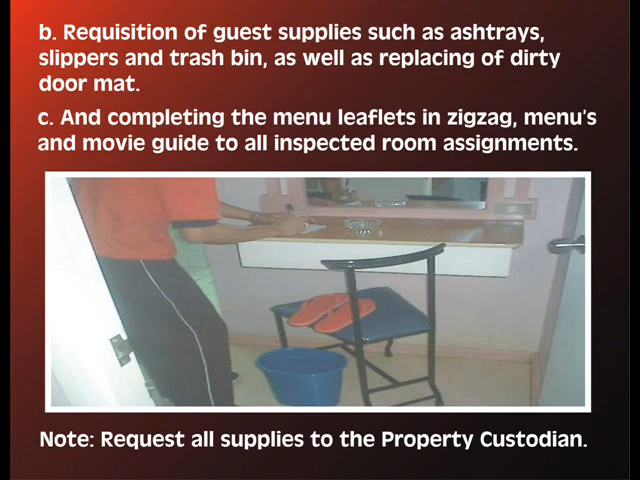 b. Requisition of guest supplies such as ashtrays,
slippers and trash bin, as well as replacing of dirty
door mat.
c. And completing the menu leaflets in zigzag, menu's
and movie guide to all inspected room assignments.
Note: Request all supplies to the Property Custodian.